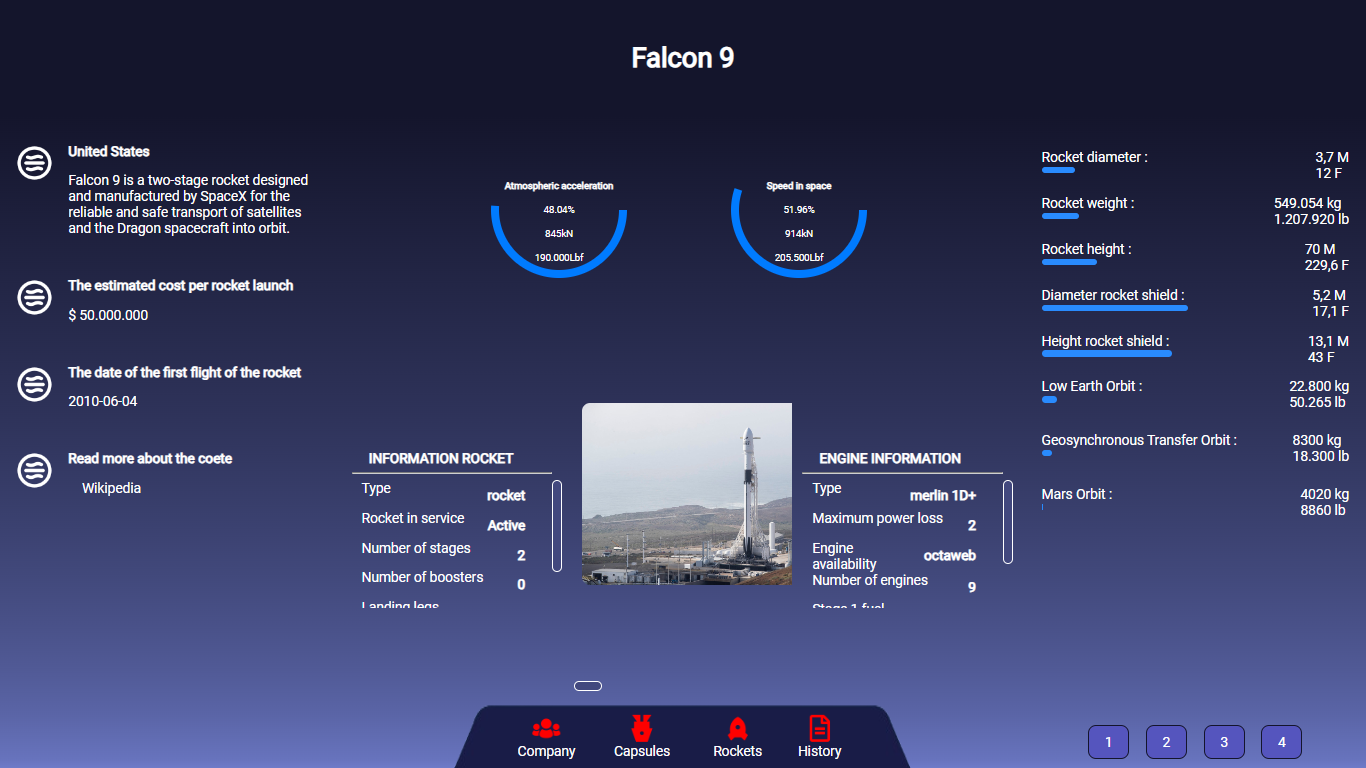 Falcon 9
United States
Falcon 9 is a two-stage rocket designed
and manufactured by SpaceX for the
reliable and safe transport of satellites
and the Dragon spacecraft into orbit.
The estimated cost per rocket launch
$ 50.000.000
The date of the first flight of the rocket
2010-06-04
Read more about the coete
Wikipedia
Atmospheric acceleration
48.04%
845kN
190.000Lbf
Speed in space
51.96%
914kN
205.500Lbf
INFORMATION ROCKET
Type rocket
Rocket in service Active
Number of stages 2
Number of boosters 0
Landing legs
ENGINE INFORMATION
Type merlin 1D+
Maximum power loss 2
Engine
availability octaweb
Number of engines 9
Stage 1 fuel
Rocket diameter : 3,7 M
12 F
Rocket weight : 549.054 kg
1.207.920 lb
Rocket height : 70 M
229,6 F
Diameter rocket shield : 5,2 M
17,1 F
Height rocket shield : 13,1 M
43 F
Low Earth Orbit : 22.800 kg
50.265 lb
Geosynchronous Transfer Orbit : 8300 kg
18.300 lb
Mars Orbit : 4020 kg
8860 lb
Company Capsules Rockets History
1 2 3 4